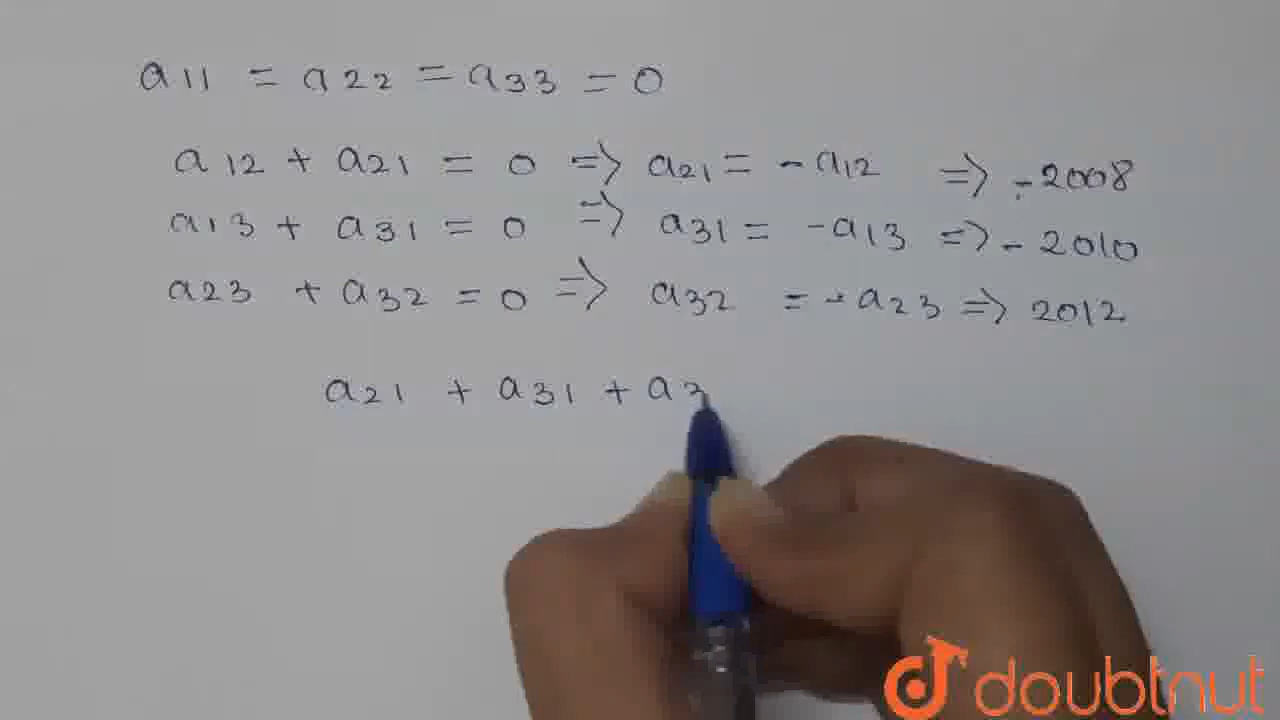 a11 = a22 = a33 = 0
a12 + a21 = 0 => a21 = -a12 => -2008
a13 + a31 = 0 => a31 = -a13 => -2010
a23 + a32 = 0 => a32 = -a23 => 2012
a21 + a31 + a3
doubtnut